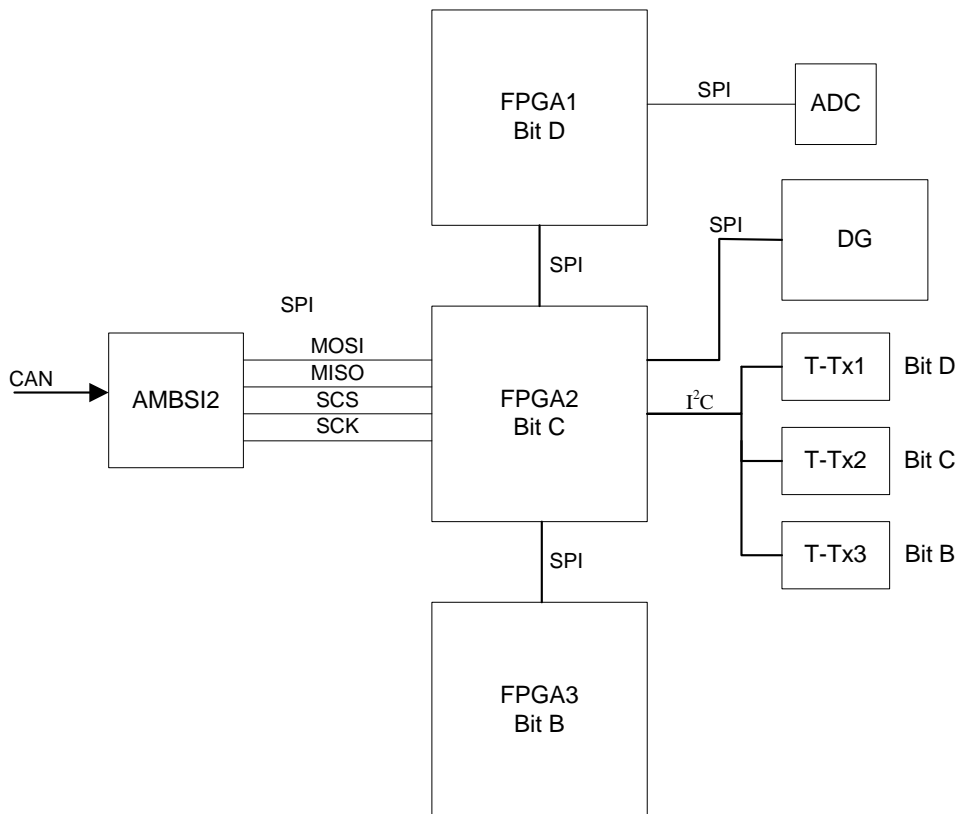 FPGA1
Bit D
SPI
ADC
SPI
DG
SPI
SPI
MOSI
MISO
SCS
SCK
CAN
AMBSI2
FPGA2
Bit C
I²C
T-Tx1
Bit D
T-Tx2
Bit C
T-Tx3
Bit B
SPI
FPGA3
Bit B